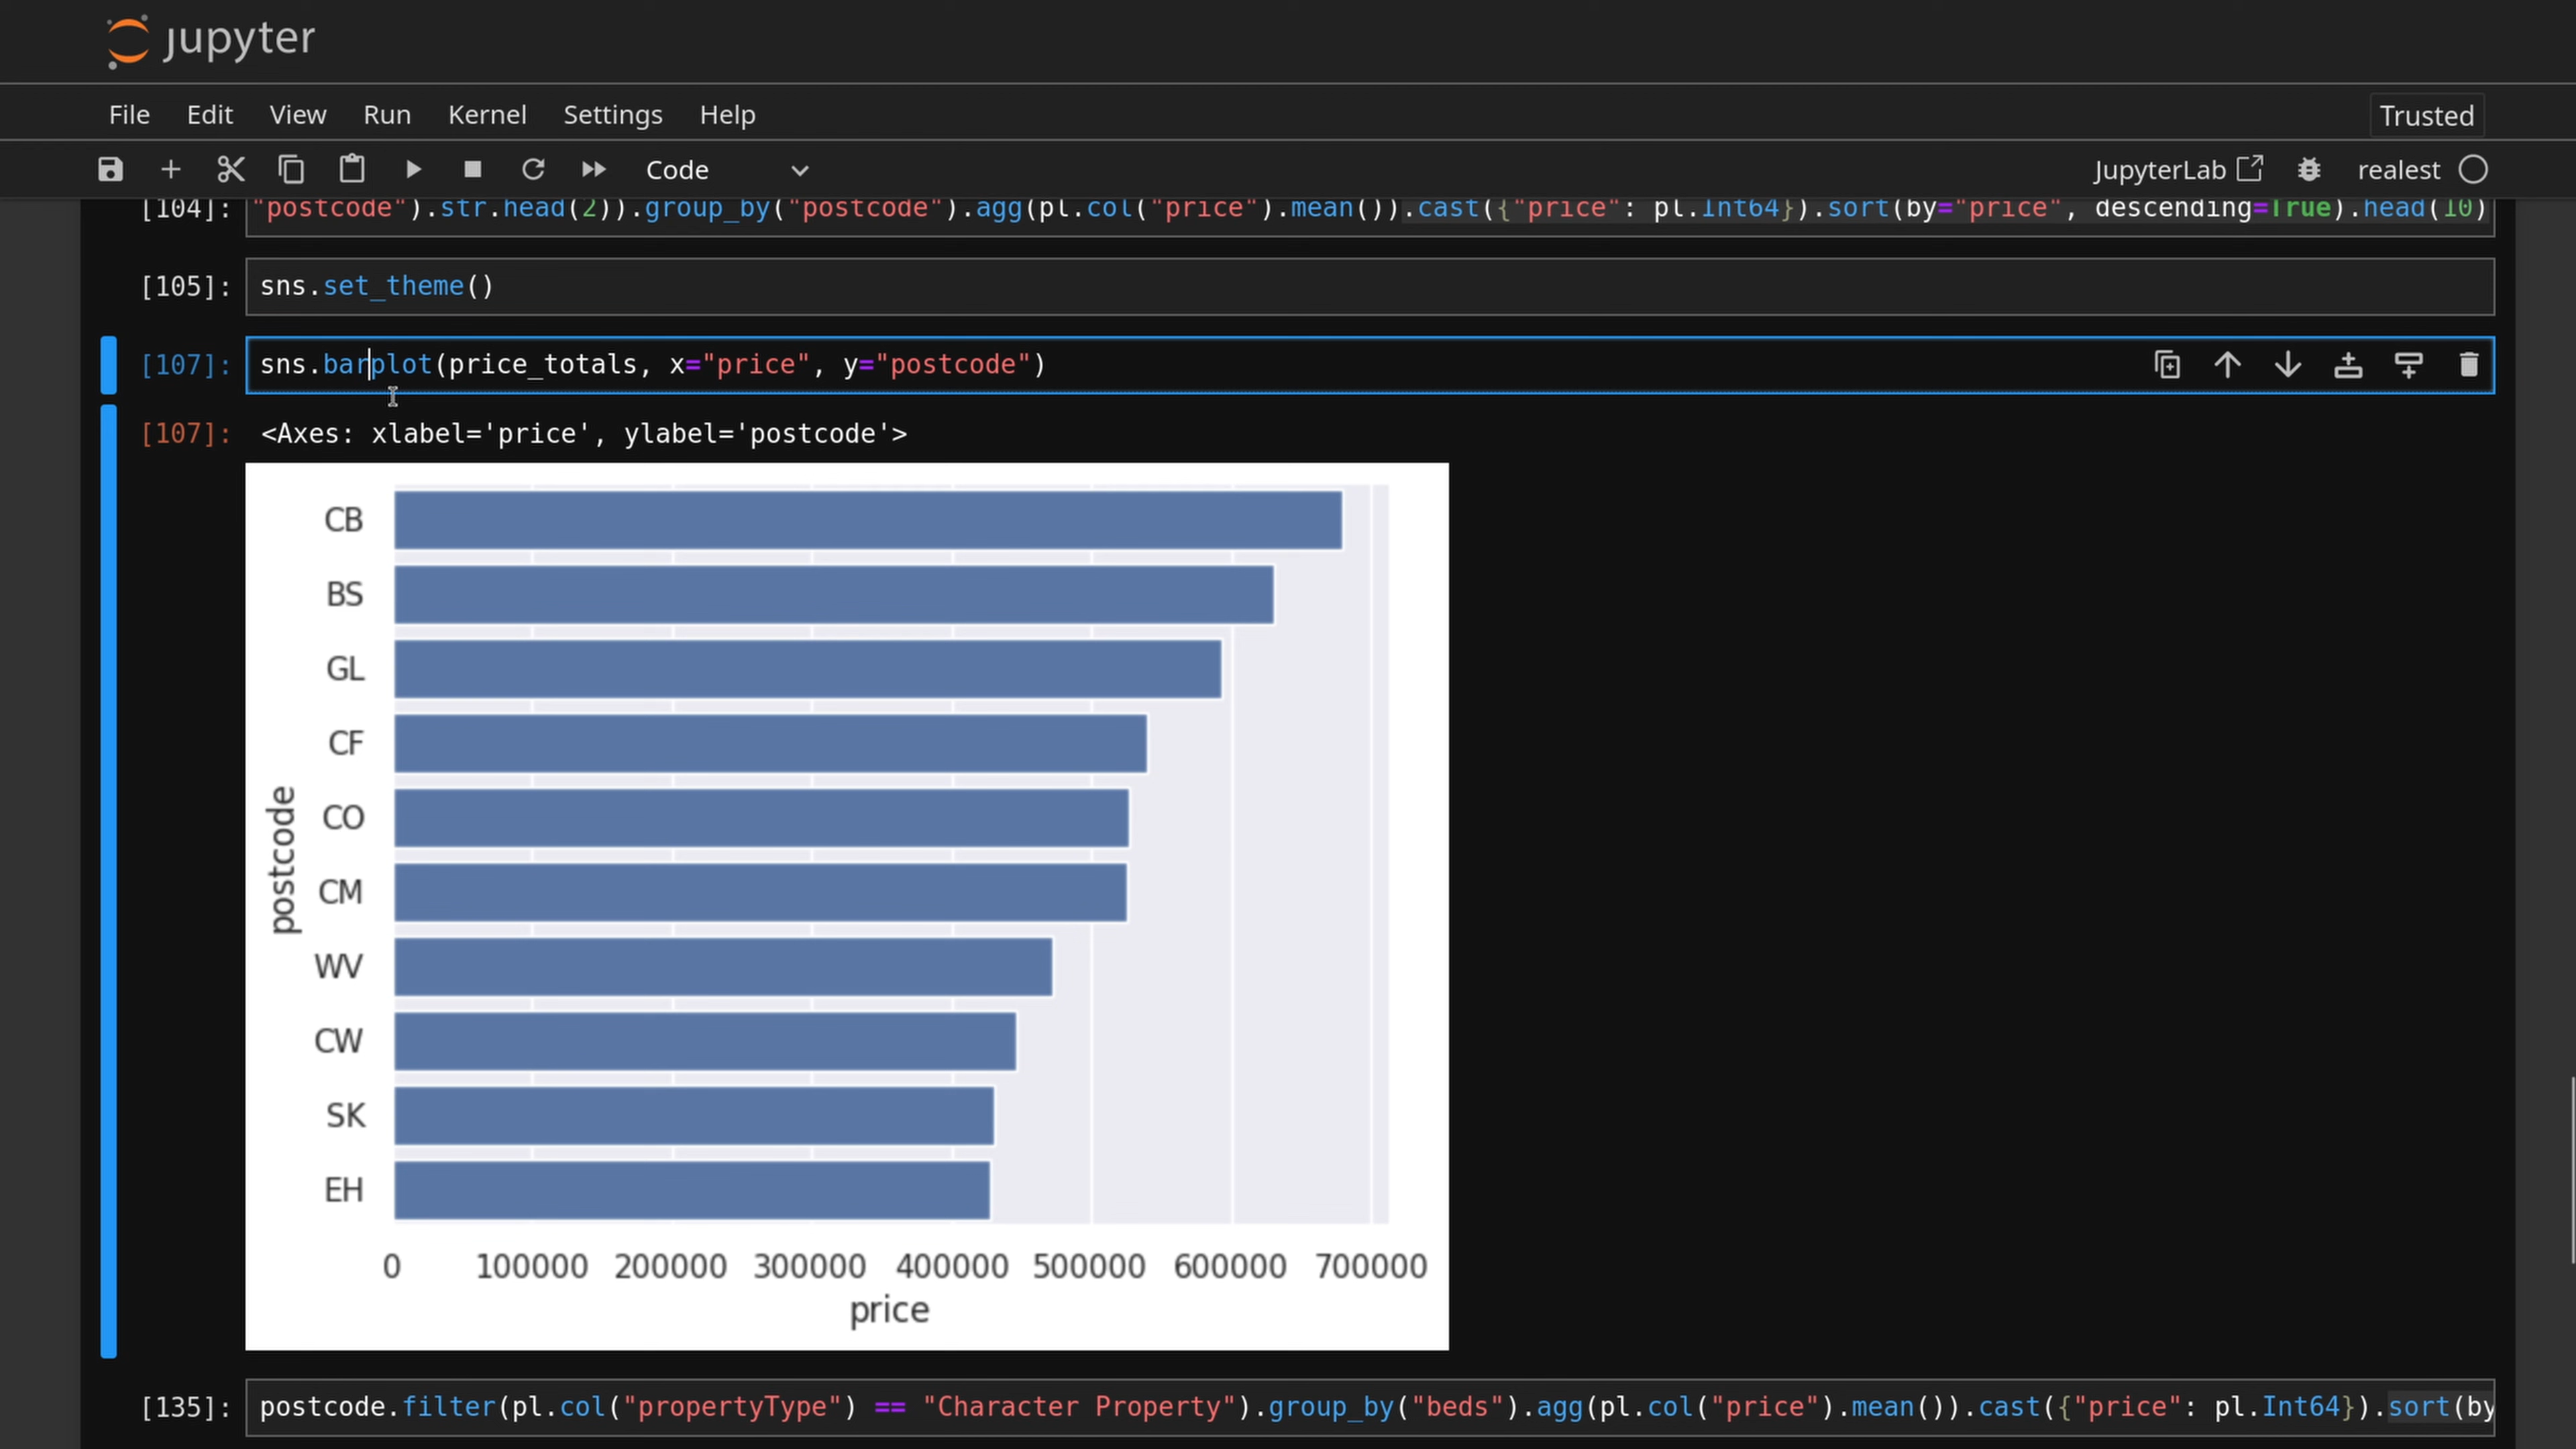 jupyter
File Edit View Run Kernel Settings Help Trusted
Code JupyterLab realest
[104]: "postcode").str.head(2)).group_by("postcode").agg(pl.col("price").mean()).cast({"price": pl.Int64}).sort(by="price", descending=True).head(10)
[105]: sns.set_theme()
[107]: sns.barplot(price_totals, x="price", y="postcode")
[107]: <Axes: xlabel='price', ylabel='postcode'>
CB
BS
GL
CF
CO
CM
WV
CW
SK
EH
postcode
0 100000 200000 300000 400000 500000 600000 700000
price
[135]: postcode.filter(pl.col("propertyType") == "Character Property").group_by("beds").agg(pl.col("price").mean()).cast({"price": pl.Int64}).sort(by